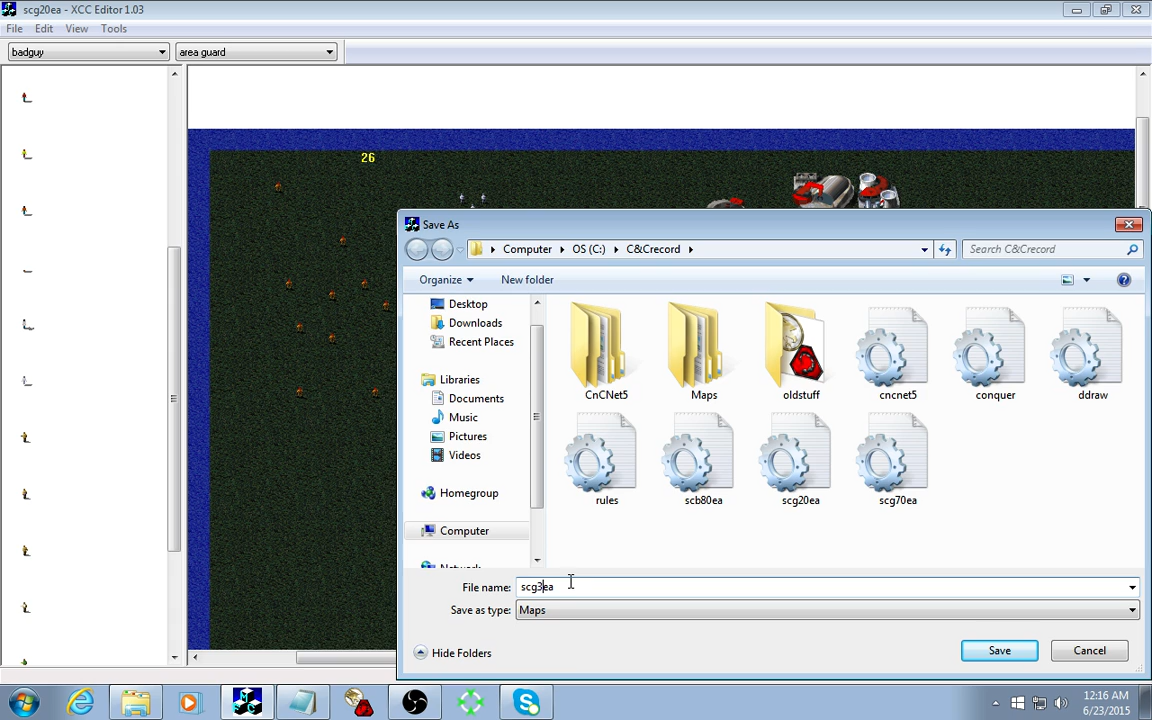 scg20ea - XCC Editor 1.03
File Edit View Tools
badguy area guard
26
Save As
Computer OS (C:) C&Crecord Search C&Crecord
Organize New folder
Desktop
Downloads
Recent Places
Libraries
Documents
Music
Pictures
Videos
Homegroup
Computer
CnCNet5 Maps oldstuff cncnet5 conquer ddraw
rules scb80ea scg20ea scg70ea
File name: scg3ea
Save as type: Maps
Hide Folders Save Cancel
12:16 AM
6/23/2015